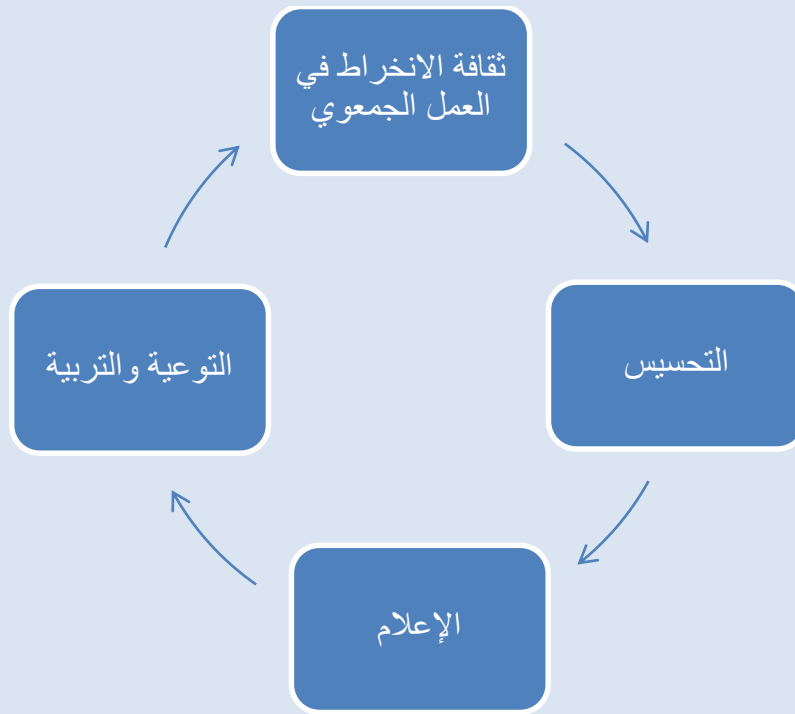 ثقافة الانخراط في
العمل الجمعوي
التحسيس
الإعلام
التوعية والتربية